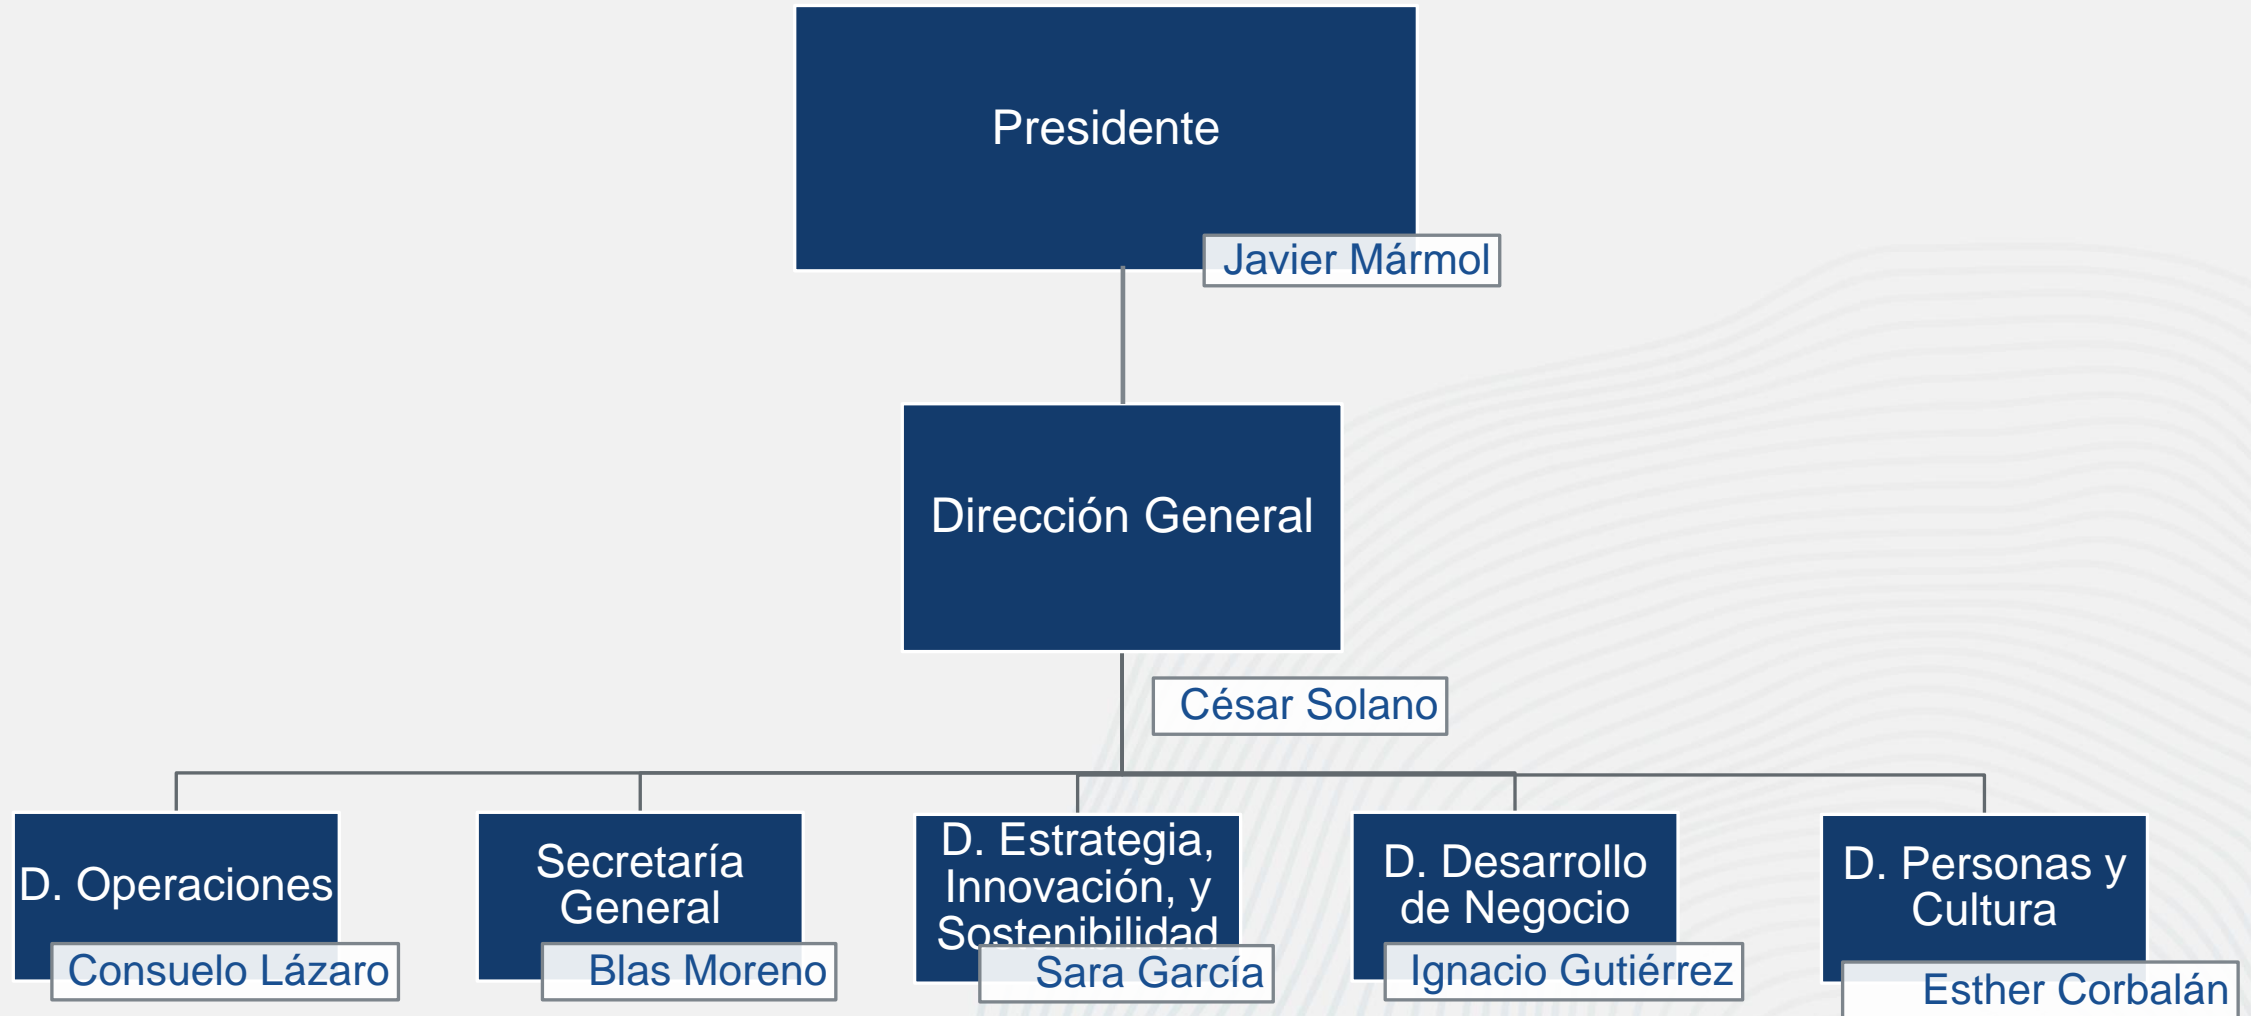 Presidente
Javier Mármol
Dirección General
César Solano
D. Operaciones
Consuelo Lázaro
Secretaría
General
Blas Moreno
D. Estrategia,
Innovación, y
Sostenibilidad
Sara García
D. Desarrollo
de Negocio
Ignacio Gutiérrez
D. Personas y
Cultura
Esther Corbalán